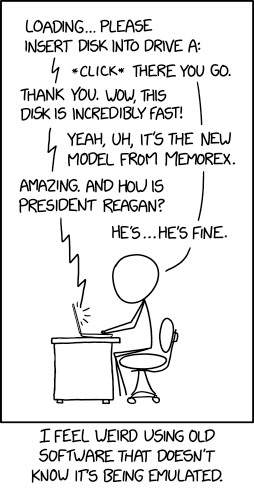 LOADING... PLEASE
INSERT DISK INTO DRIVE A:
*CLICK* THERE YOU GO.
THANK YOU. WOW, THIS
DISK IS INCREDIBLY FAST!
YEAH, UH, IT'S THE NEW
MODEL FROM MEMOREX.
AMAZING. AND HOW IS
PRESIDENT REAGAN?
HE'S...HE'S FINE.
I FEEL WEIRD USING OLD
SOFTWARE THAT DOESN'T
KNOW IT'S BEING EMULATED.